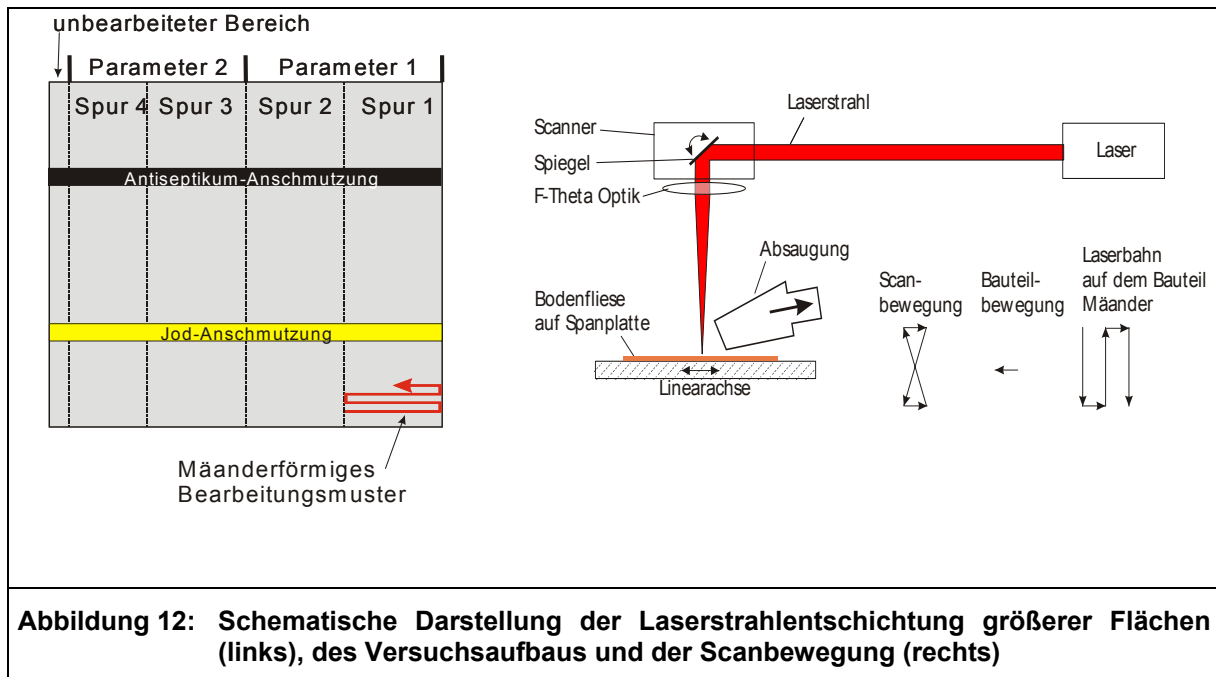 unbearbeiteter Bereich
Parameter 2
Parameter 1
Spur 4
Spur 3
Spur 2
Spur 1
Antiseptikum-Anschmutzung
Jod-Anschmutzung
Mäanderförmiges
Bearbeitungsmuster
Laserstrahl
Scanner
Spiegel
Laser
F-Theta Optik
Absaugung
Bodenfliese
auf Spanplatte
Linearachse
Scan-
bewegung
Bauteil-
bewegung
Laserbahn
auf dem Bauteil
Mäander
Abbildung 12: Schematische Darstellung der Laserstrahlentschichtung größerer Flächen
(links), des Versuchsaufbaus und der Scanbewegung (rechts)